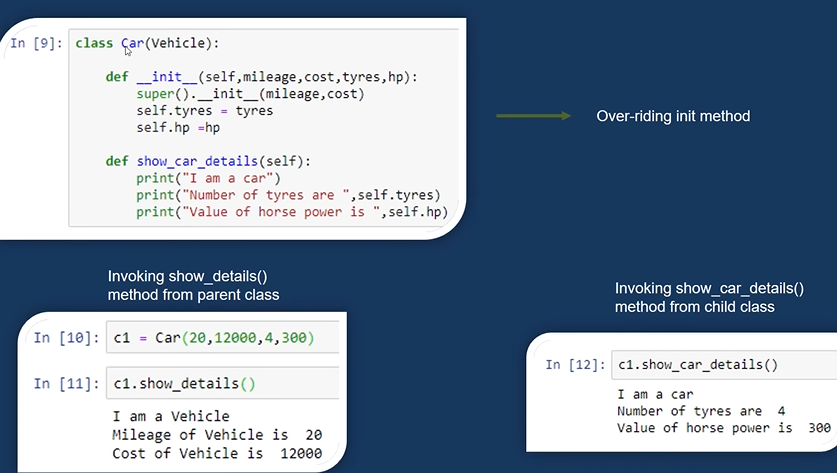 In [9]: class Car(Vehicle):
def __init__(self,mileage,cost,tyres,hp):
super().__init__(mileage,cost)
self.tyres = tyres
self.hp =hp
def show_car_details(self):
print("I am a car")
print("Number of tyres are ",self.tyres)
print("Value of horse power is ",self.hp)
Over-riding init method
Invoking show_details()
method from parent class
In [10]: c1 = Car(20,12000,4,300)
In [11]: c1.show_details()
I am a Vehicle
Mileage of Vehicle is  20
Cost of Vehicle is  12000
Invoking show_car_details()
method from child class
In [12]: c1.show_car_details()
I am a car
Number of tyres are  4
Value of horse power is  300